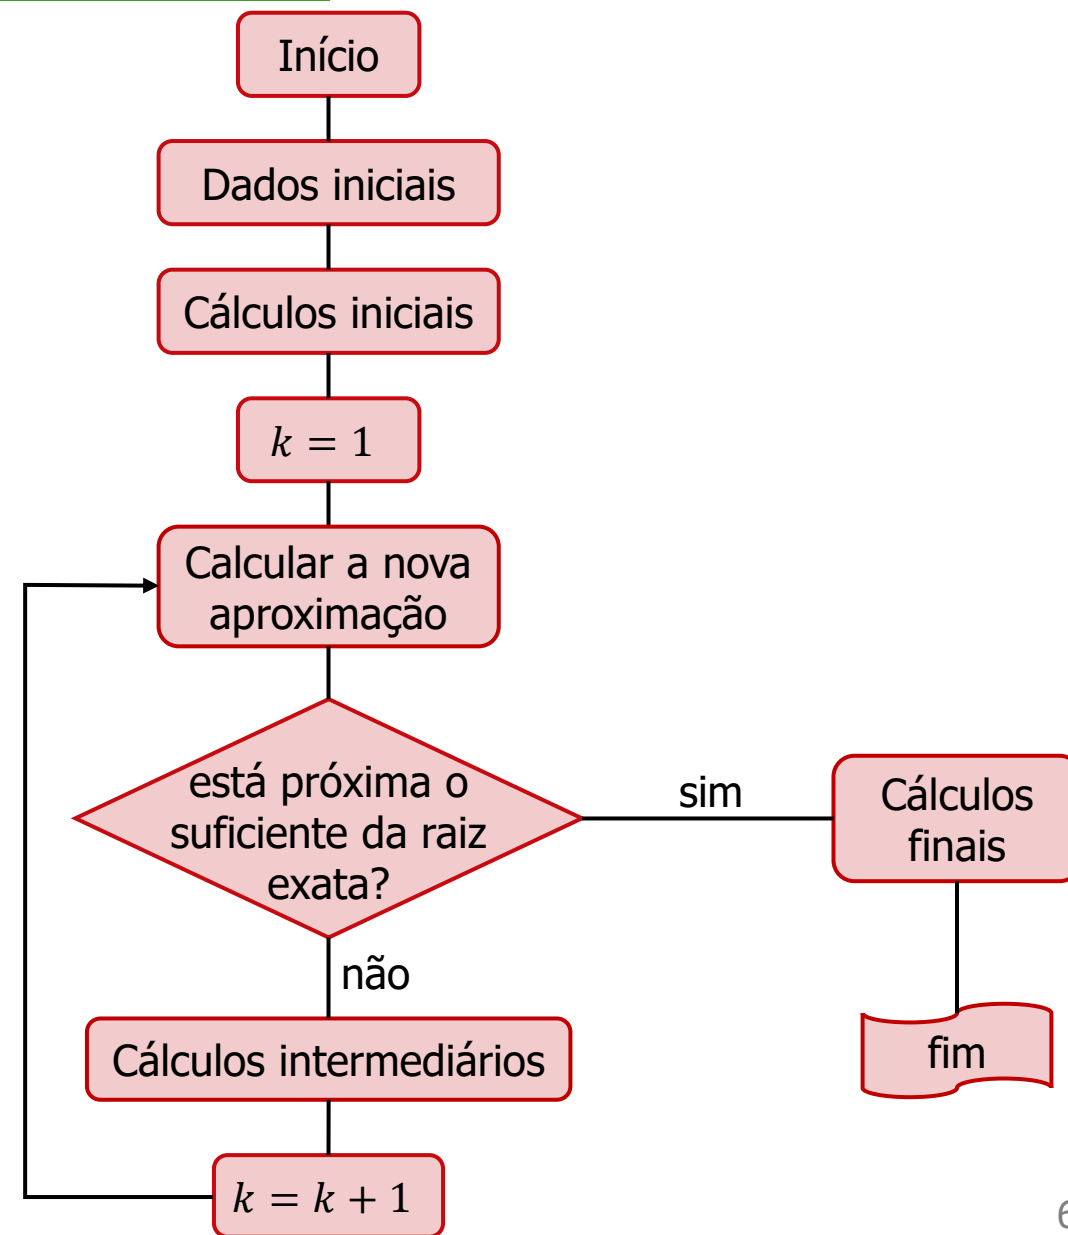 Início
Dados iniciais
Cálculos iniciais
k = 1
Calcular a nova
aproximação
está próxima o
suficiente da raiz
exata?
sim
Cálculos
finais
fim
não
Cálculos intermediários
k = k + 1